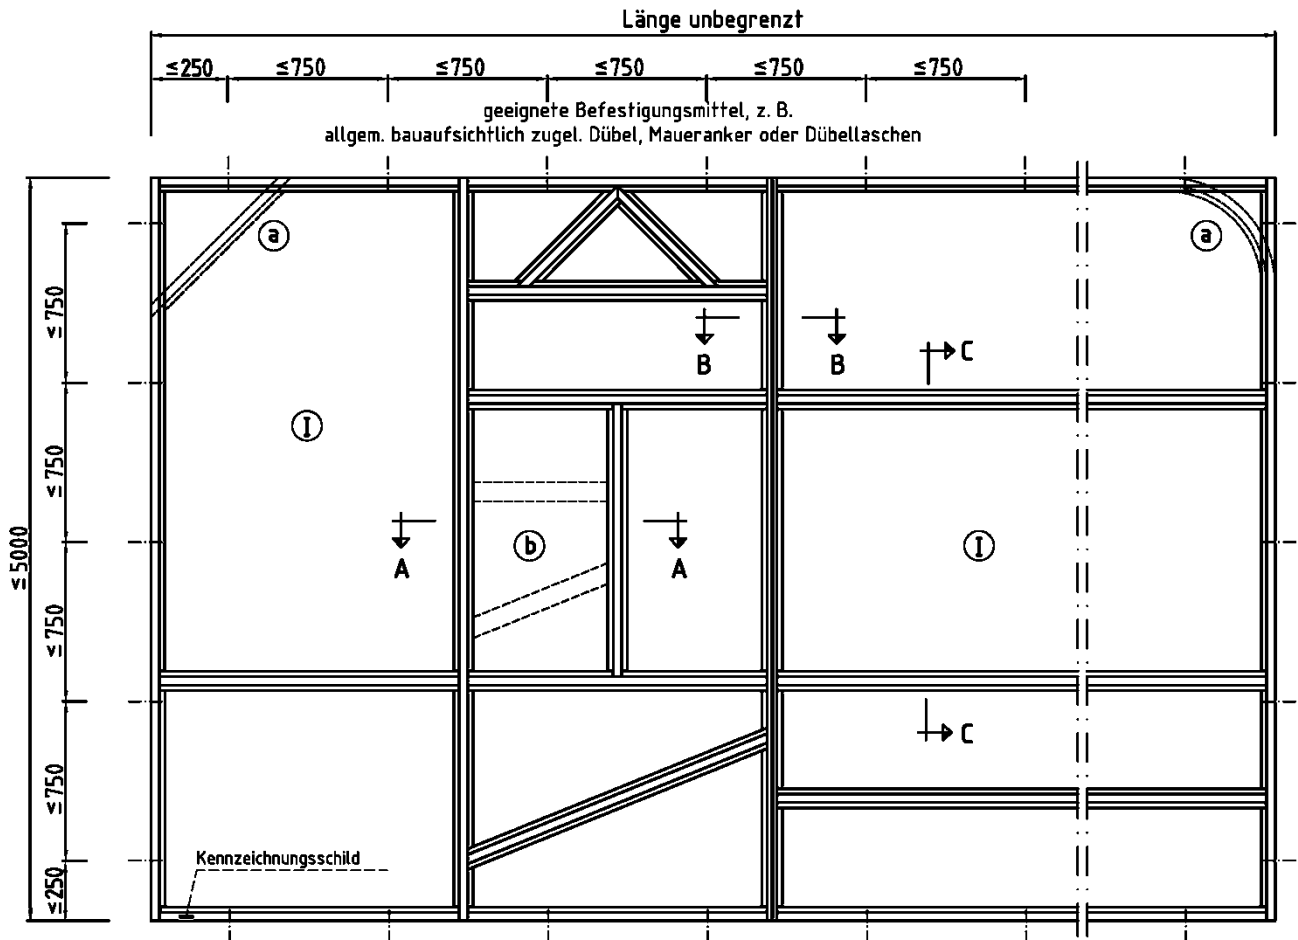 Länge unbegrenzt
≤250 ≤750 ≤750 ≤750 ≤750 ≤750
geeignete Befestigungsmittel, z. B.
allgem. bauaufsichtlich zugel. Dübel, Maueranker oder Dübellaschen
a a
≤750
B B C
I
≤750
b I
A A
≤5000
≤750
C
≤750
Kennzeichnungsschild
≤250